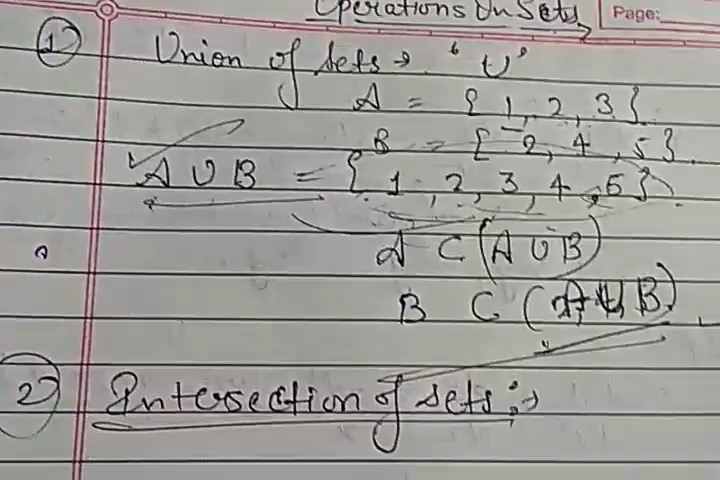 Operations On Sets
Page:
1) Union of sets → ‘ U ’
A = { 1, 2, 3 }
B = { 2, 4, 5 }
A ∪ B = { 1, 2, 3, 4, 5 }
A ⊂ (A ∪ B)
B ⊂ (A ∪ B)
2) Intersection of sets :→